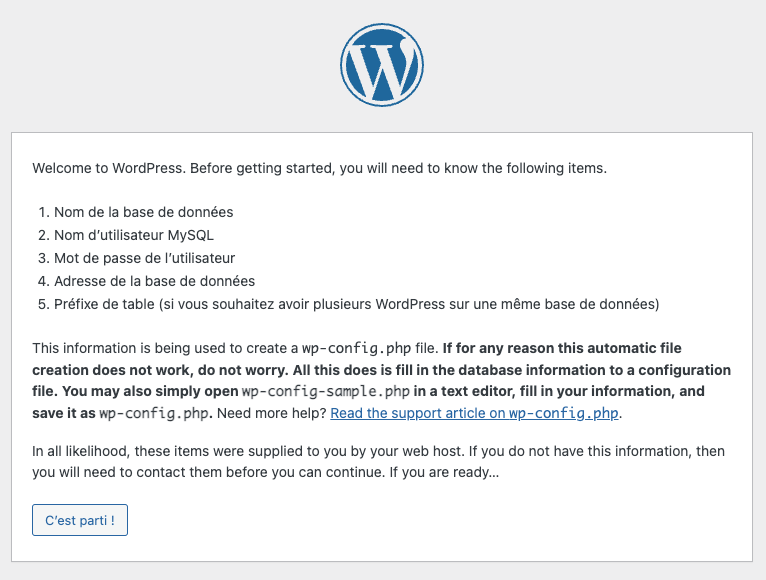 Welcome to WordPress. Before getting started, you will need to know the following items.
1. Nom de la base de données
2. Nom d’utilisateur MySQL
3. Mot de passe de l’utilisateur
4. Adresse de la base de données
5. Préfixe de table (si vous souhaitez avoir plusieurs WordPress sur une même base de données)
This information is being used to create a wp-config.php file. If for any reason this automatic file
creation does not work, do not worry. All this does is fill in the database information to a configuration
file. You may also simply open wp-config-sample.php in a text editor, fill in your information, and
save it as wp-config.php. Need more help? Read the support article on wp-config.php.
In all likelihood, these items were supplied to you by your web host. If you do not have this information, then
you will need to contact them before you can continue. If you are ready…
C’est parti !